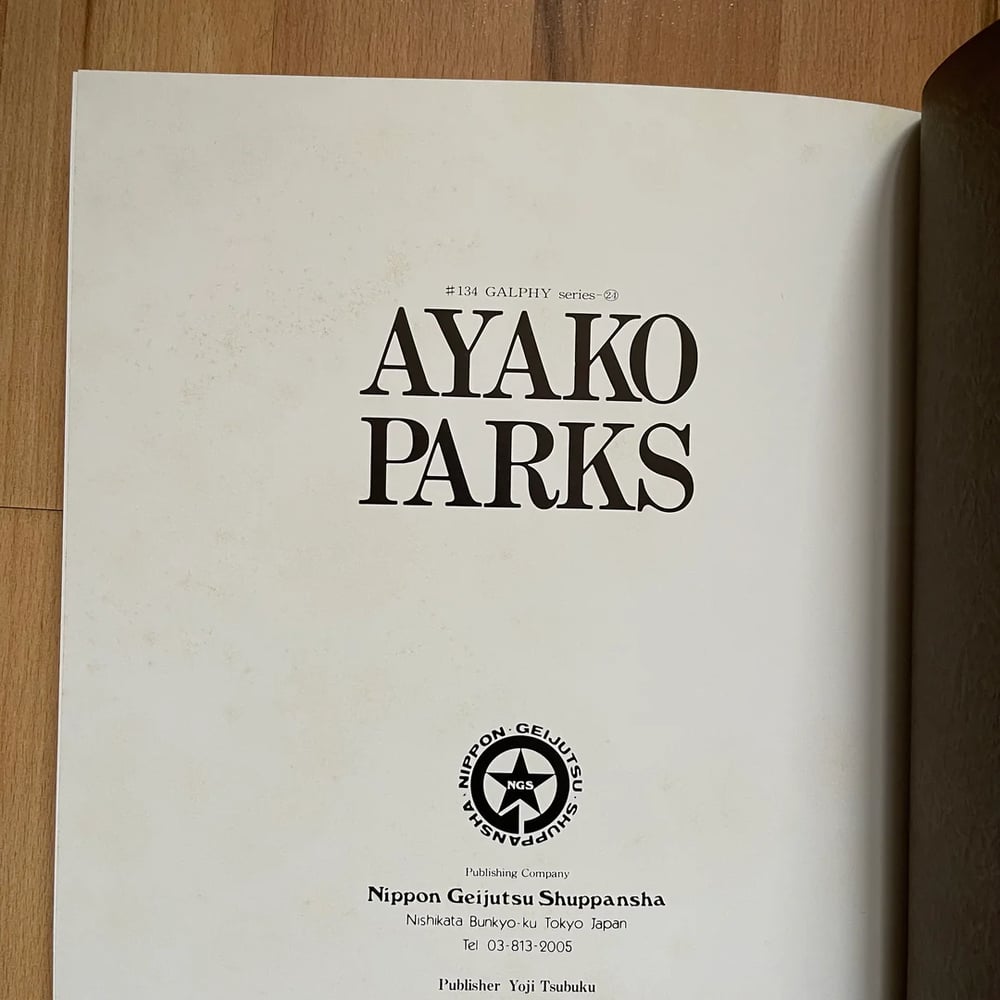 ♯134 GALPHY series-㉔
AYAKO
PARKS
NIPPON·GEIJUTSU·SHUPPANSHA·
NGS
Publishing Company
Nippon Geijutsu Shuppansha
Nishikata Bunkyo-ku Tokyo Japan
Tel 03-813-2005
Publisher Yoji Tsubuku